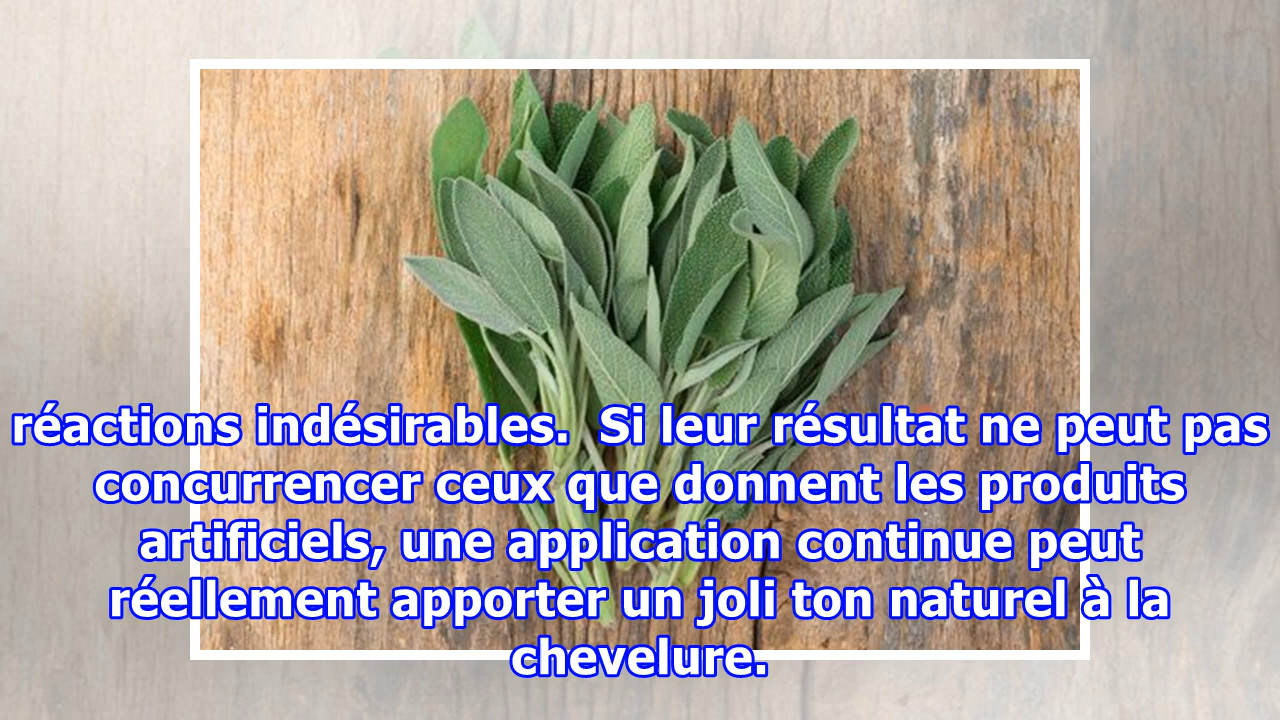 réactions indésirables.  Si leur résultat ne peut pas
concurrencer ceux que donnent les produits
artificiels, une application continue peut
réellement apporter un joli ton naturel à la
chevelure.